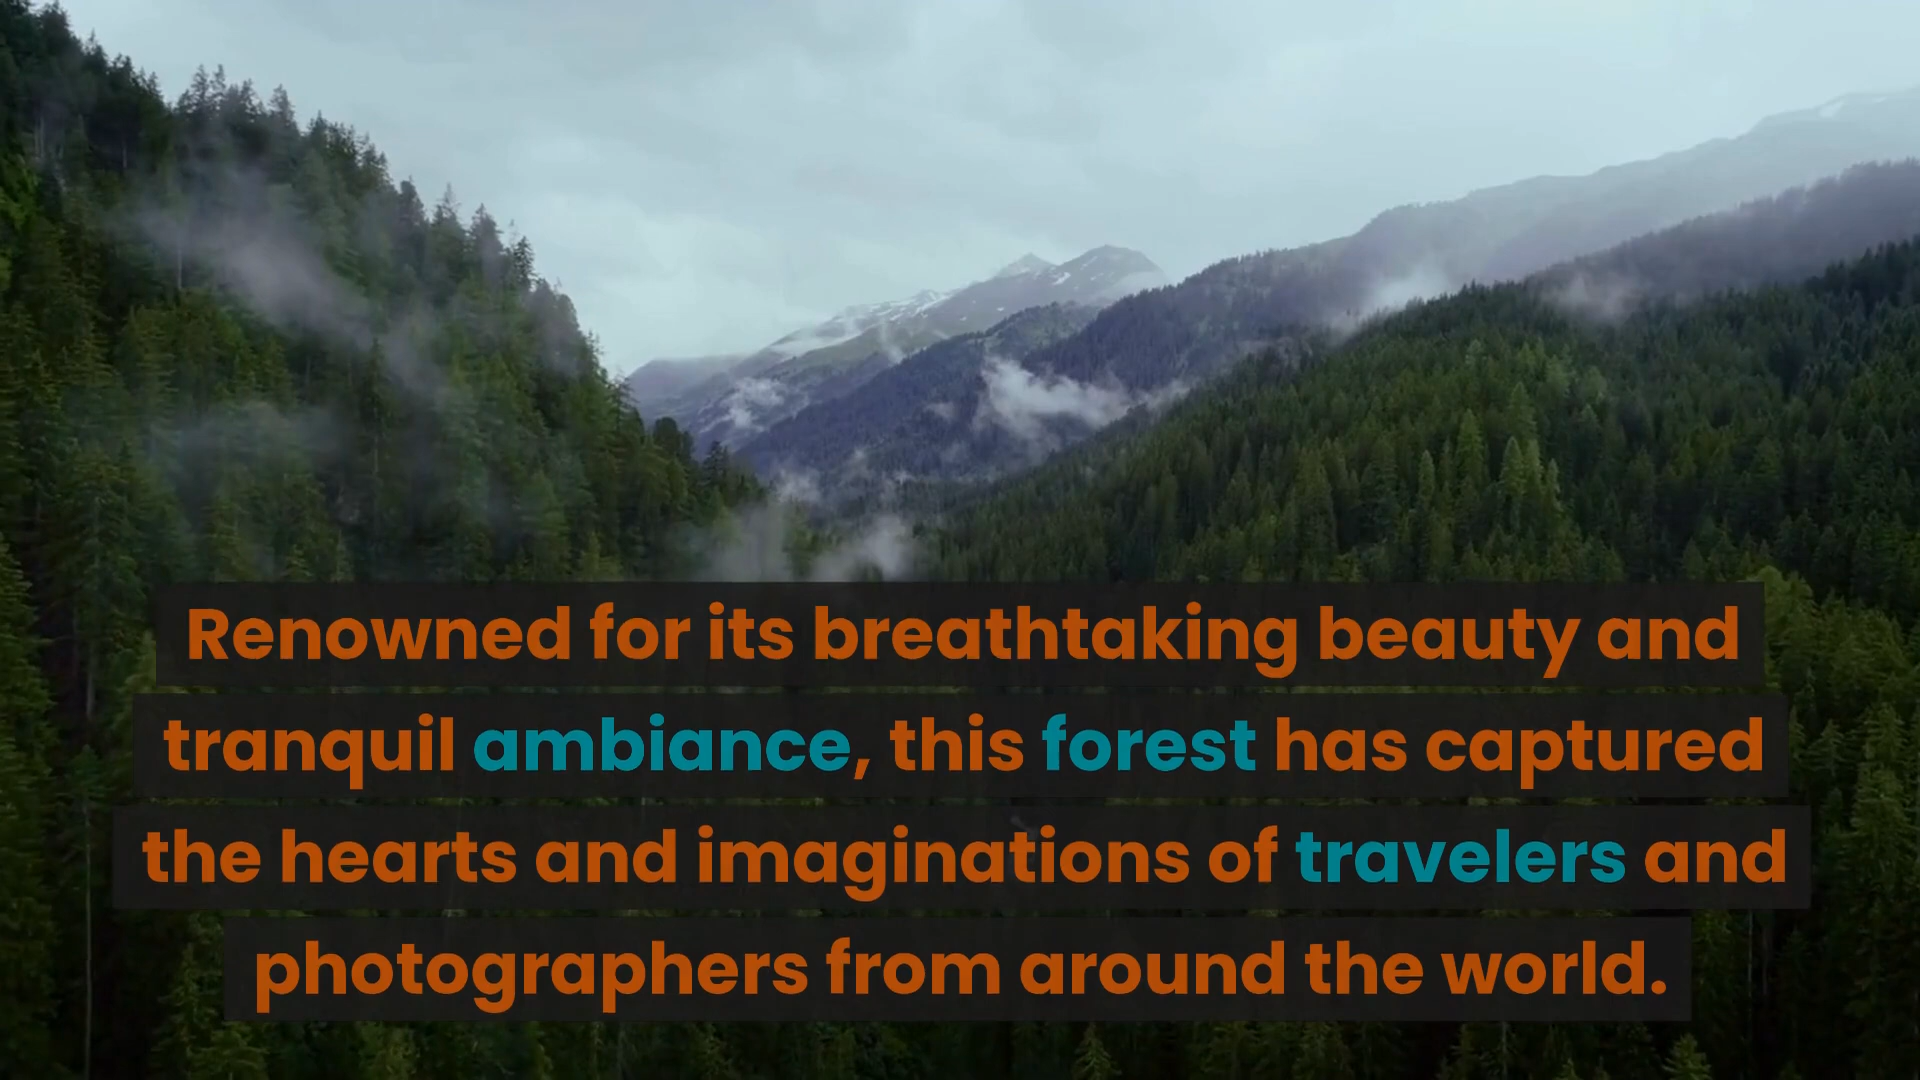 Renowned for its breathtaking beauty and
tranquil ambiance, this forest has captured
the hearts and imaginations of travelers and
photographers from around the world.